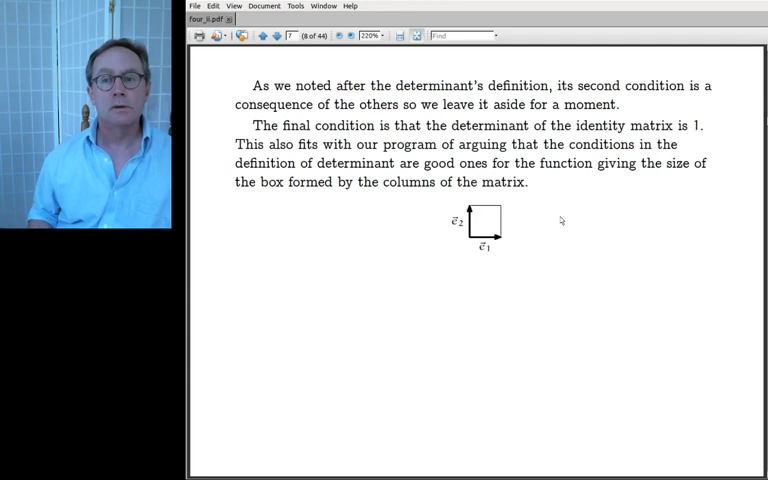 File Edit View Document Tools Window Help
four_ii.pdf
7 (8 of 44) 220% Find
As we noted after the determinant's definition, its second condition is a
consequence of the others so we leave it aside for a moment.
The final condition is that the determinant of the identity matrix is 1.
This also fits with our program of arguing that the conditions in the
definition of determinant are good ones for the function giving the size of
the box formed by the columns of the matrix.
e⃗₂
e⃗₁